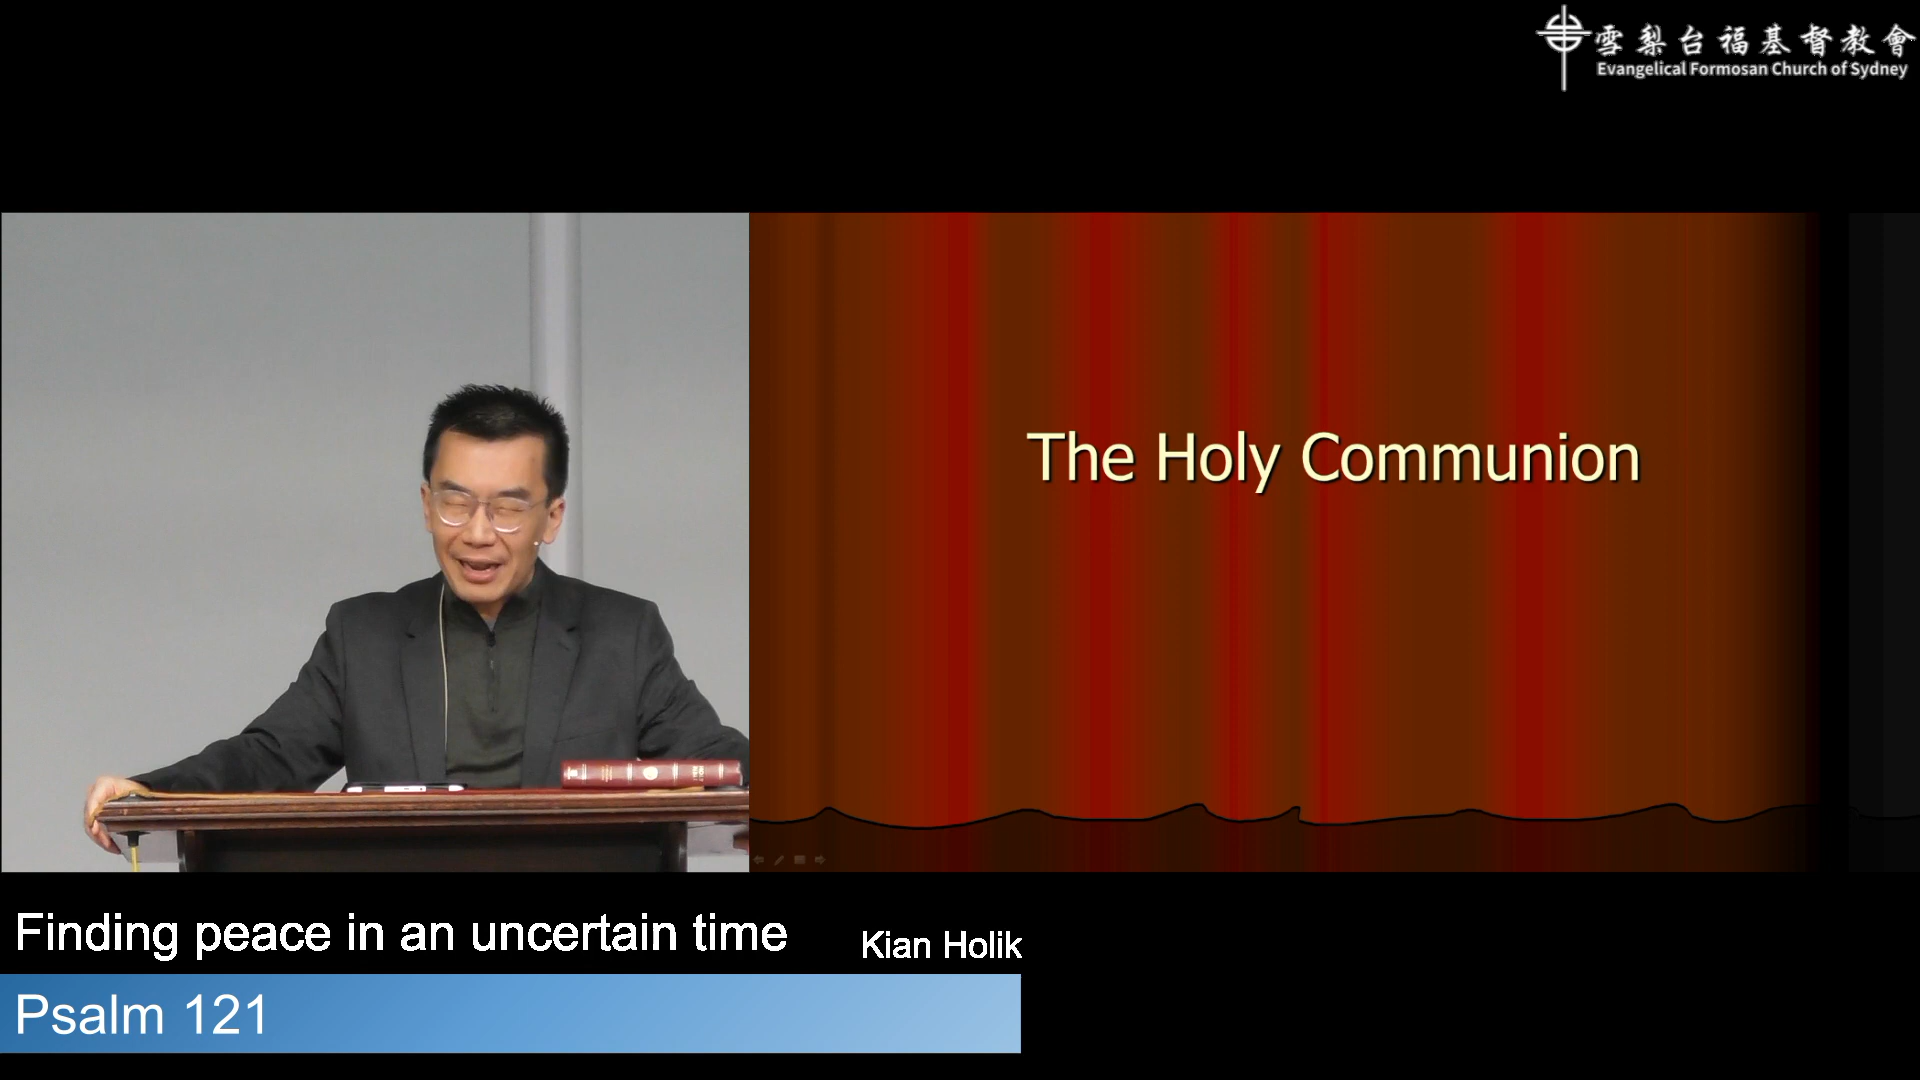 雪梨台福基督教會
Evangelical Formosan Church of Sydney
The Holy Communion
Finding peace in an uncertain time
Kian Holik
Psalm 121